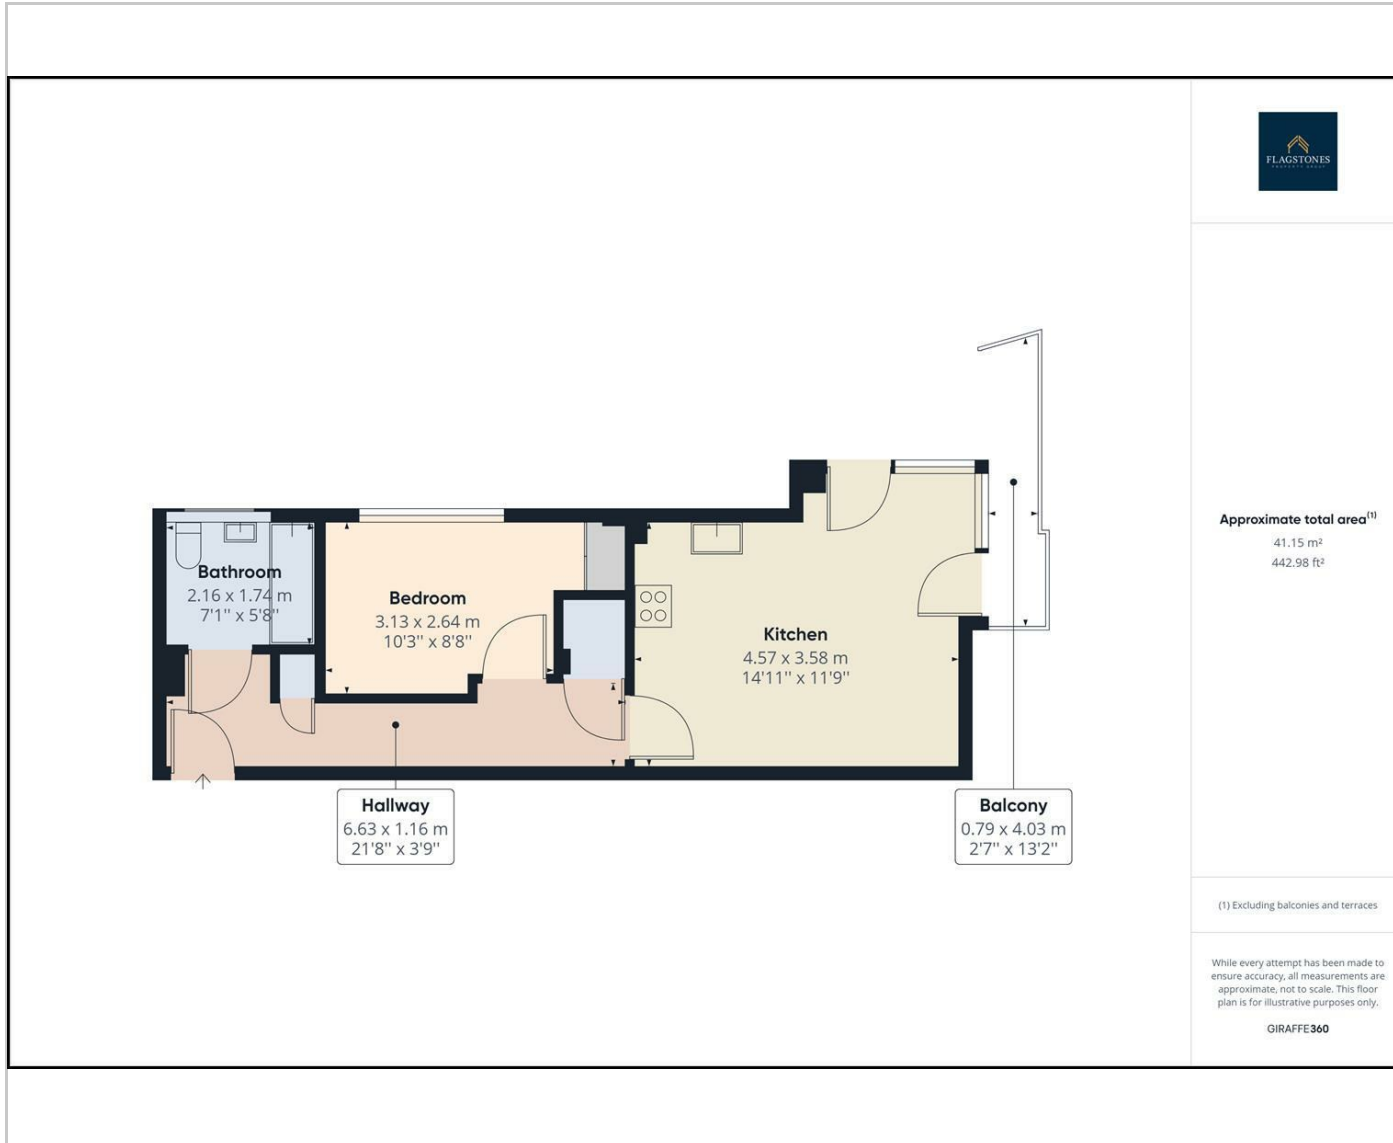 FLAGSTONES
PROPERTY GROUP
Approximate total area(1)
41.15 m²
442.98 ft²
Bathroom
2.16 x 1.74 m
7'1" x 5'8"
Bedroom
3.13 x 2.64 m
10'3" x 8'8"
Kitchen
4.57 x 3.58 m
14'11" x 11'9"
Hallway
6.63 x 1.16 m
21'8" x 3'9"
Balcony
0.79 x 4.03 m
2'7" x 13'2"
(1) Excluding balconies and terraces
While every attempt has been made to
ensure accuracy, all measurements are
approximate, not to scale. This floor
plan is for illustrative purposes only.
GIRAFFE360